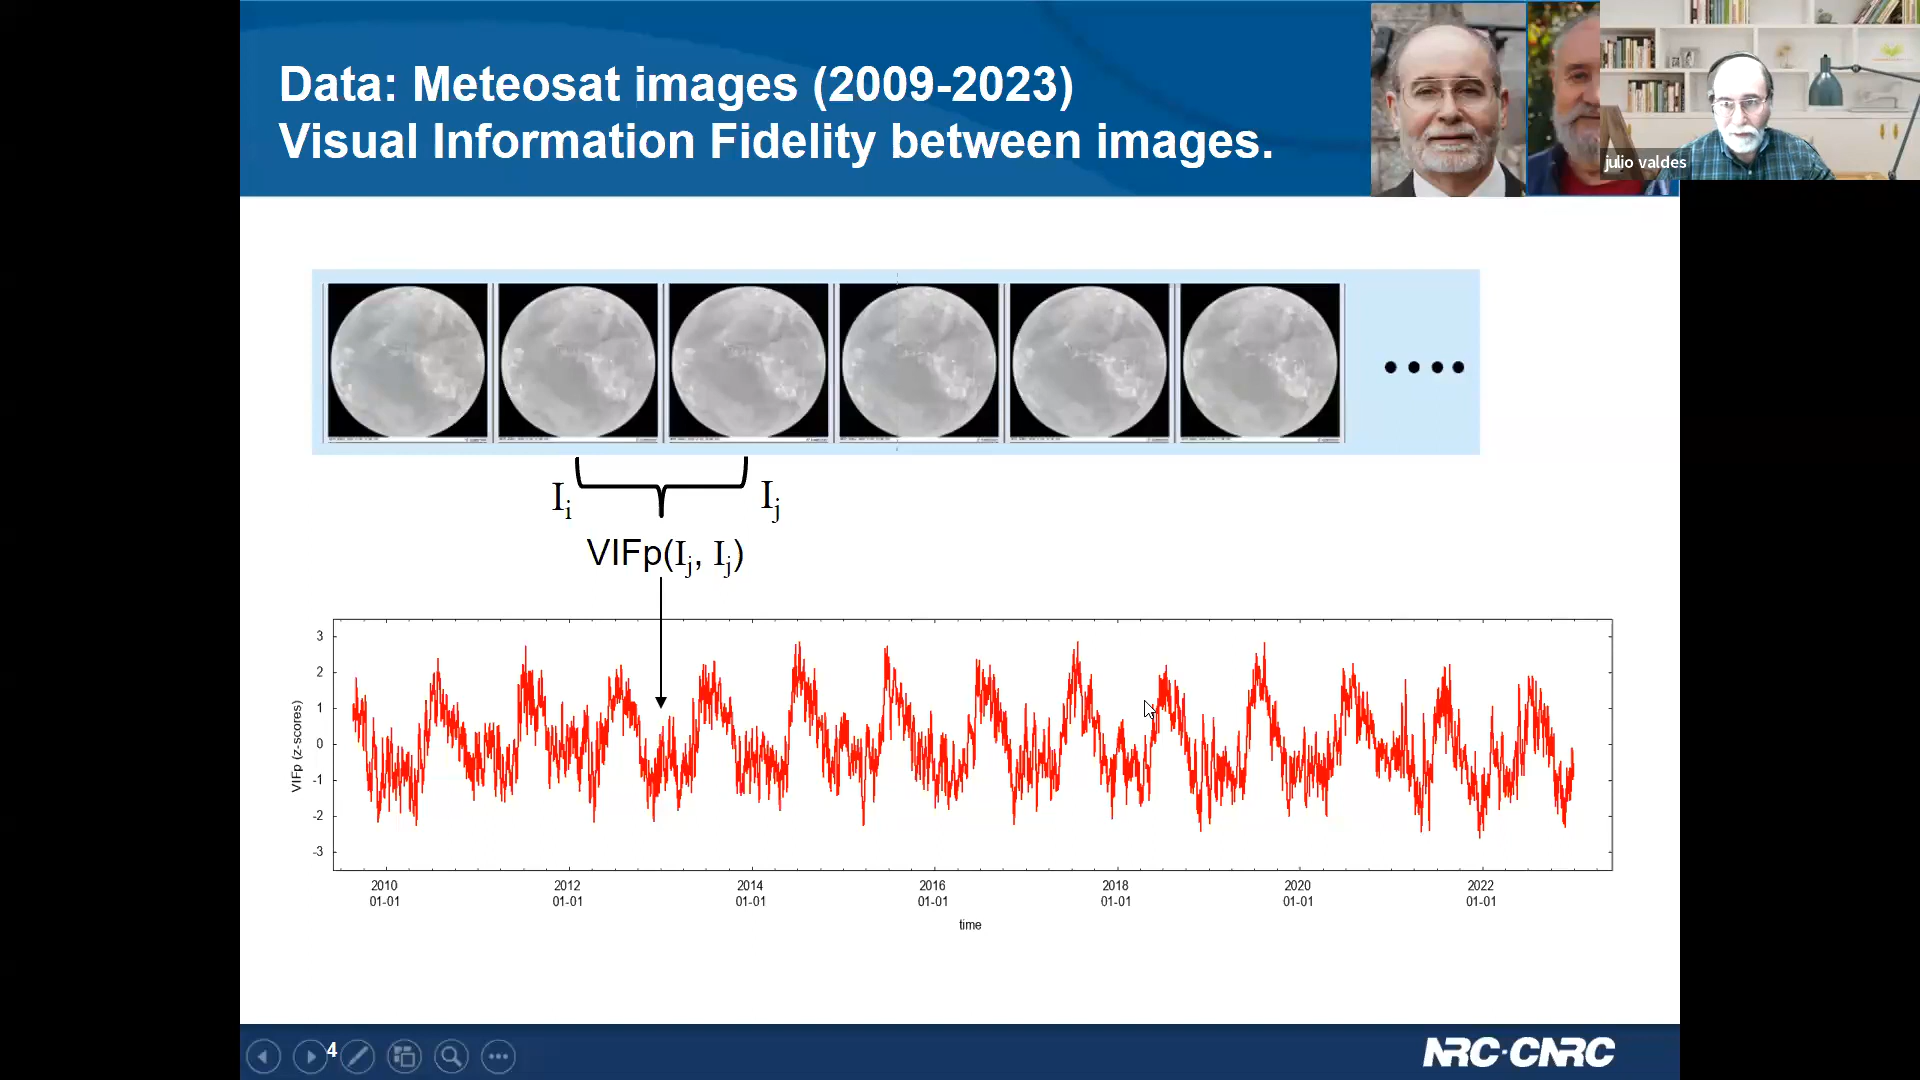 Data: Meteosat images (2009-2023)
Visual Information Fidelity between images.
julio valdes
Ii
Ij
VIFp(Ij, Ij)
3
2
1
0
-1
-2
-3
VIFp (z-scores)
2010 2012 2014 2016 2018 2020 2022
01-01 01-01 01-01 01-01 01-01 01-01 01-01
time
4
NRC·CNRC